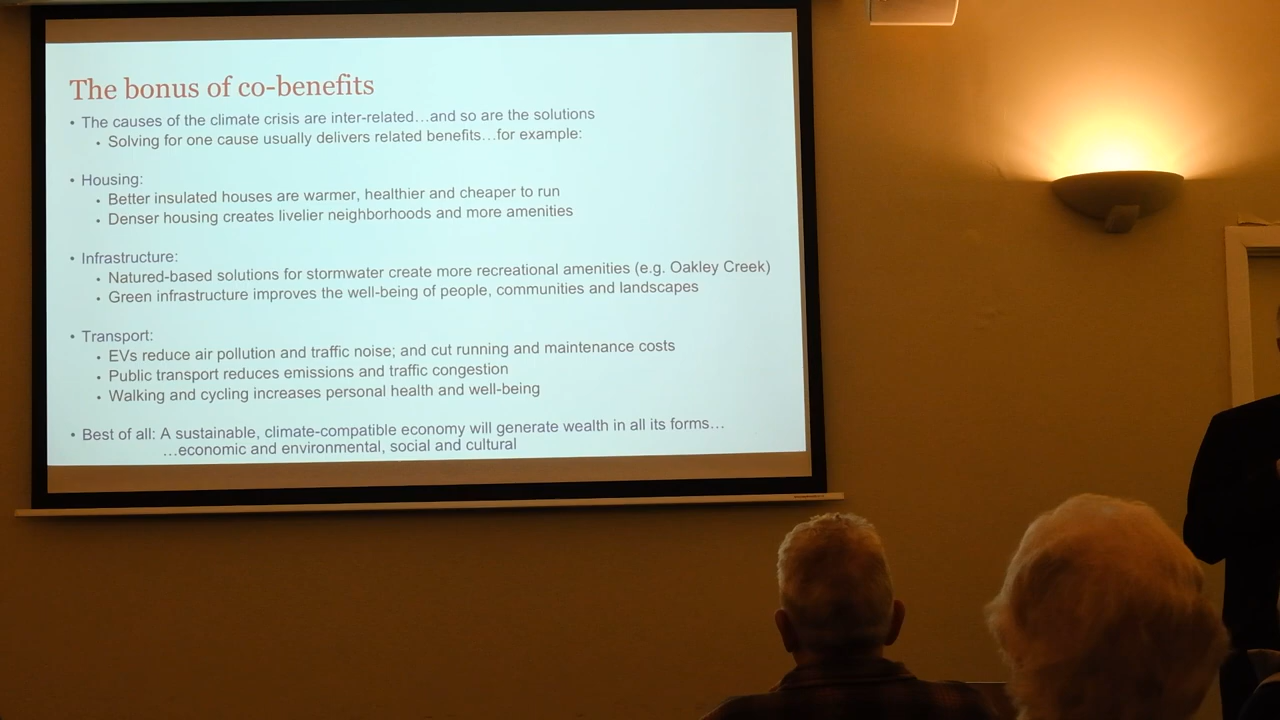 The bonus of co-benefits
• The causes of the climate crisis are inter-related…and so are the solutions
• Solving for one cause usually delivers related benefits…for example:
• Housing:
• Better insulated houses are warmer, healthier and cheaper to run
• Denser housing creates livelier neighborhoods and more amenities
• Infrastructure:
• Natured-based solutions for stormwater create more recreational amenities (e.g. Oakley Creek)
• Green infrastructure improves the well-being of people, communities and landscapes
• Transport:
• EVs reduce air pollution and traffic noise; and cut running and maintenance costs
• Public transport reduces emissions and traffic congestion
• Walking and cycling increases personal health and well-being
• Best of all: A sustainable, climate-compatible economy will generate wealth in all its forms…
…economic and environmental, social and cultural